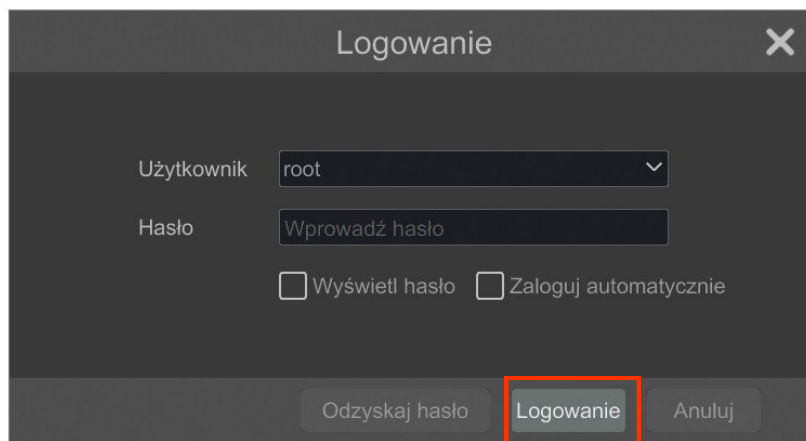 Logowanie
Użytkownik root
Hasło Wprowadź hasło
Wyświetl hasło Zaloguj automatycznie
Odzyskaj hasło Logowanie Anuluj